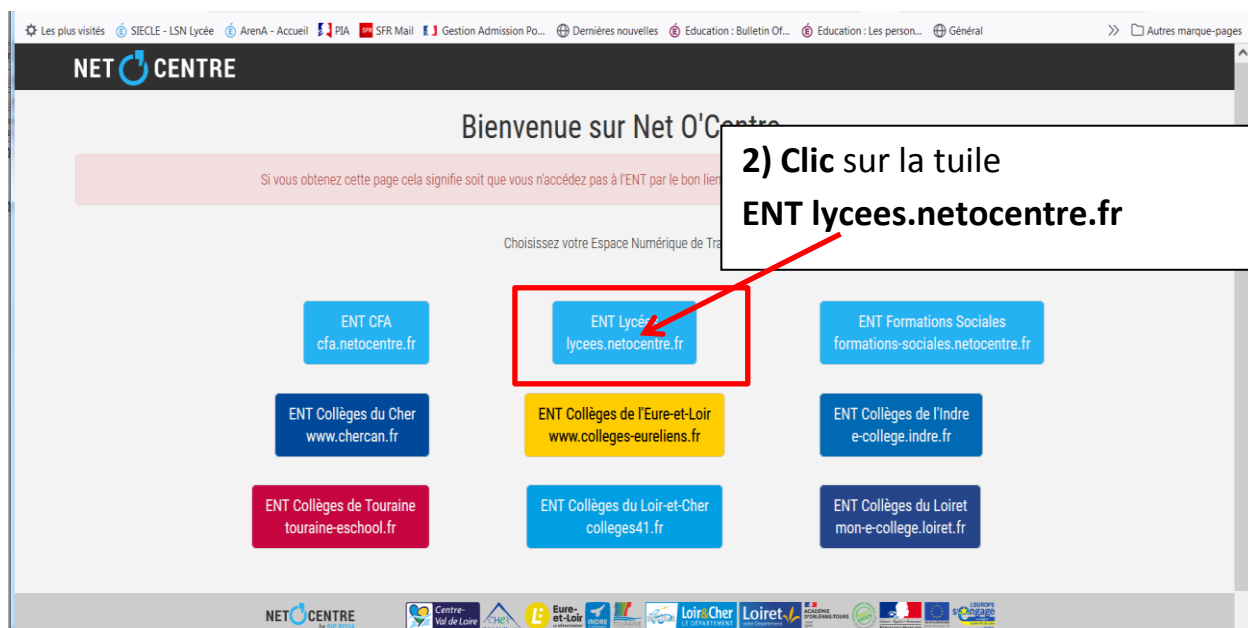 Les plus visités SIECLE - LSN Lycée ArenA - Accueil PIA SFR Mail Gestion Admission Po... Dernières nouvelles Education : Bulletin Of... Education : Les person... Général Autres marque-pages
NET CENTRE
Bienvenue sur Net O'Centre
2) Clic sur la tuile
ENT lycees.netocentre.fr
Si vous obtenez cette page cela signifie soit que vous n'accédez pas à l'ENT par le bon lien
Choisissez votre Espace Numérique de Tra
ENT CFA
cfa.netocentre.fr
ENT Lycées
lycees.netocentre.fr
ENT Formations Sociales
formations-sociales.netocentre.fr
ENT Collèges du Cher
www.chercan.fr
ENT Collèges de l'Eure-et-Loir
www.colleges-eureliens.fr
ENT Collèges de l'Indre
e-college.indre.fr
ENT Collèges de Touraine
touraine-eschool.fr
ENT Collèges du Loir-et-Cher
colleges41.fr
ENT Collèges du Loiret
mon-e-college.loiret.fr
NET CENTRE
Centre-
Val de Loire
CHER
Eure-
et-Loir
INDRE
TOURAINE
Loir&Cher
LE DÉPARTEMENT
Loiret
ACADÉMIE
D'ORLÉANS-TOURS
L'EUROPE
s'engage